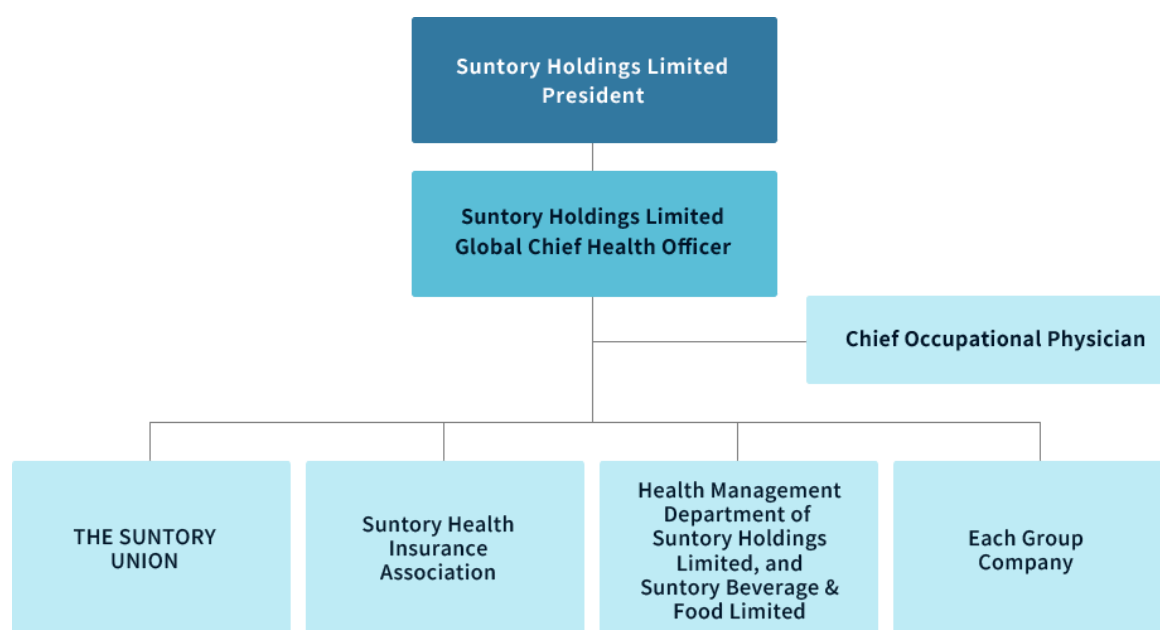 Suntory Holdings Limited
President
Suntory Holdings Limited
Global Chief Health Officer
Chief Occupational Physician
THE SUNTORY
UNION
Suntory Health
Insurance
Association
Health Management
Department of
Suntory Holdings
Limited, and
Suntory Beverage &
Food Limited
Each Group
Company